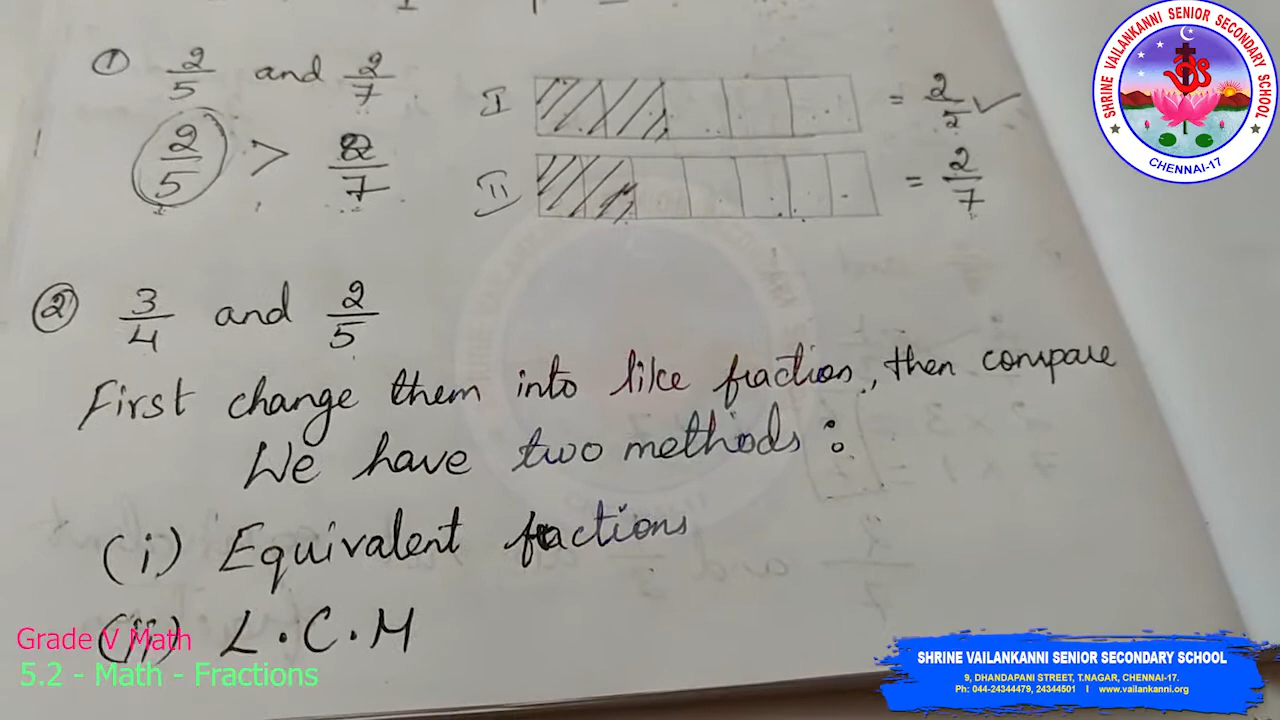 ① 2/5 and 2/7
2/5 > 2/7
I = 2/5 ✓
II = 2/7
② 3/4 and 2/5
First change them into like fraction, then compare
We have two methods :
(i) Equivalent fractions
(ii) L.C.M
Grade V Math
5.2 - Math - Fractions
SHRINE VAILANKANNI SENIOR SECONDARY SCHOOL
CHENNAI-17
SHRINE VAILANKANNI SENIOR SECONDARY SCHOOL
9, DHANDAPANI STREET, T.NAGAR, CHENNAI-17.
Ph: 044-24344479, 24344501 I www.vailankanni.org